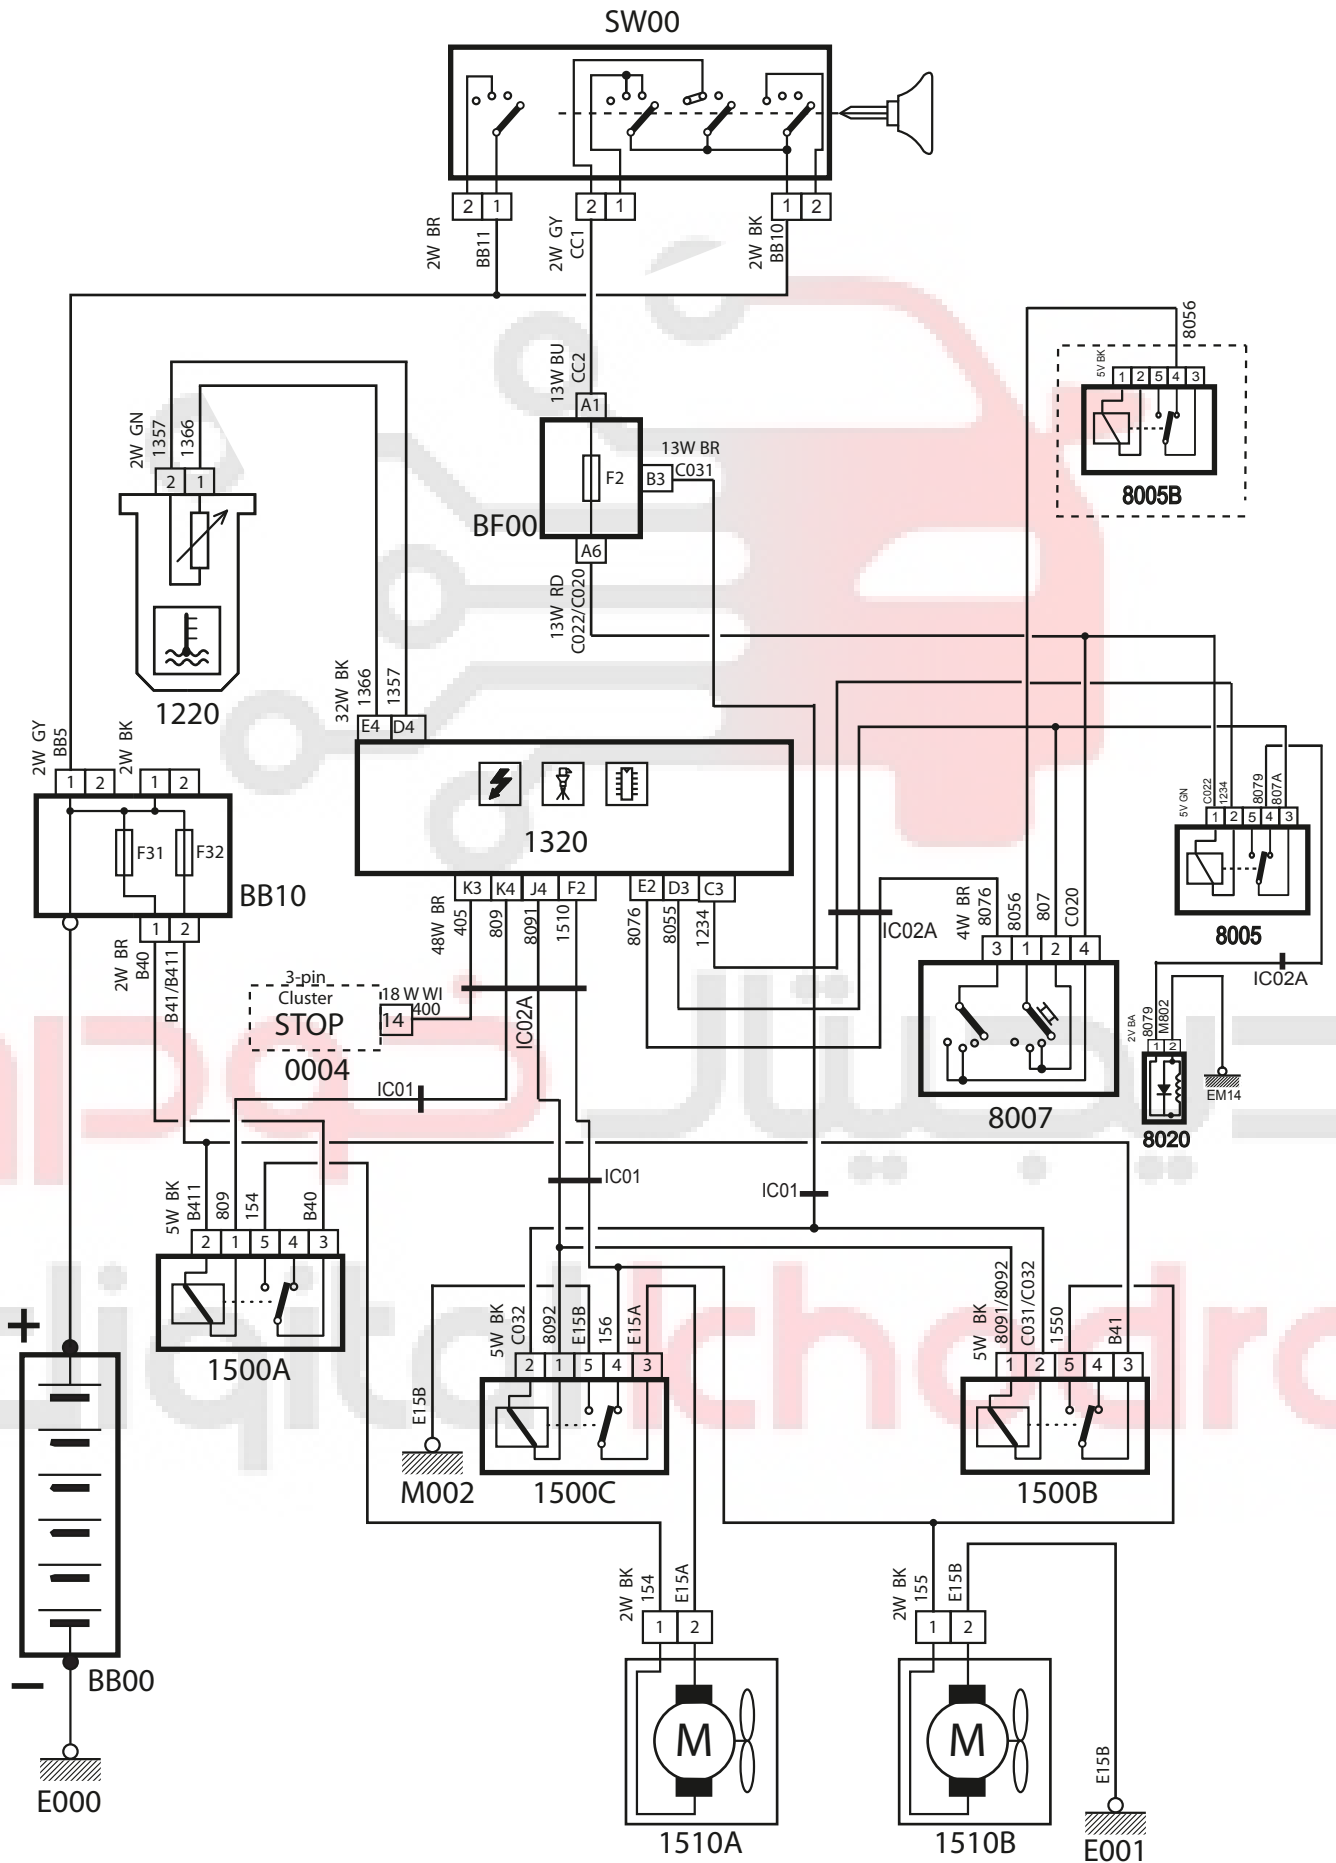 SW00
2 1
2 1
1 2
2W BR
BB11
2W GY
CC1
2W BK
BB10
8056
13W BU
CC2
A1
5V BK
1 2 5 4 3
8005B
2W GN
1357
1366
2 1
F2
B3
13W BR
C031
BF00
A6
13W RD
C022/C020
1220
32W BK
1366
1357
E4 D4
2W GY
BB5
2W BK
1 2
1 2
F31
F32
BB10
1 2
2W BR
B40
B41/B411
1320
K3 K4 J4 F2
E2 D3 C3
48W BR
405
809
8091
1510
8076
8055
1234
5V GN
C022
1234
8079
807A
1 2 5 4 3
8005
IC02A
4W BR
8076
8056
807
C020
3 1 2 4
8007
IC02A
2V BA
8079
M802
1 2
8020
EM14
3-pin
Cluster
STOP
14
18 W WI
400
0004
IC02A
IC01
IC01
IC01
5W BK
B411
809
154
B40
2 1 5 4 3
1500A
+
−
BB00
E000
E15B
M002
5W BK
C032
8092
E15B
156
E15A
2 1 5 4 3
1500C
5W BK
8091/8092
C031/C032
1550
B41
1 2 5 4 3
1500B
2W BK
154
E15A
1 2
M
1510A
2W BK
155
E15B
1 2
M
1510B
E15B
E001
دیجیتال خودرو
digital khodro